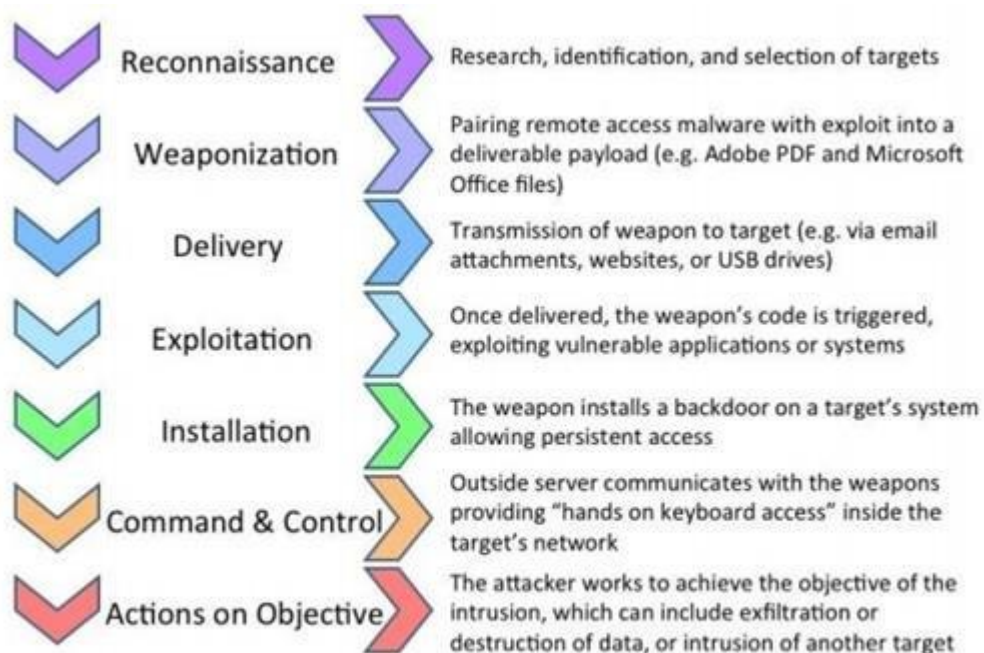 Reconnaissance
Research, identification, and selection of targets
Weaponization
Pairing remote access malware with exploit into a
deliverable payload (e.g. Adobe PDF and Microsoft
Office files)
Delivery
Transmission of weapon to target (e.g. via email
attachments, websites, or USB drives)
Exploitation
Once delivered, the weapon's code is triggered,
exploiting vulnerable applications or systems
Installation
The weapon installs a backdoor on a target's system
allowing persistent access
Command & Control
Outside server communicates with the weapons
providing “hands on keyboard access” inside the
target's network
Actions on Objective
The attacker works to achieve the objective of the
intrusion, which can include exfiltration or
destruction of data, or intrusion of another target